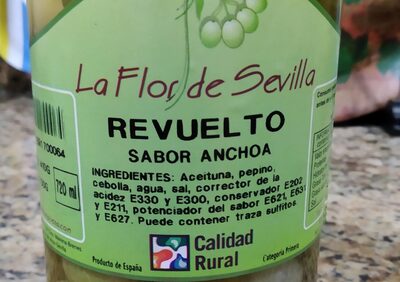 La Flor de Sevilla
REVUELTO
SABOR ANCHOA
INGREDIENTES: Aceituna, pepino,
cebolla, agua, sal, corrector de la
acidez E330 y E300, conservador E202
y E211, potenciador del sabor E621, E631
y E627. Puede contener traza sulfitos.
720 ml
Calidad
Rural
Producto de España
Categoría Primera